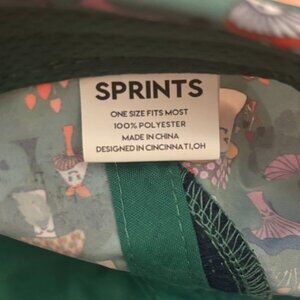 SPRINTS
ONE SIZE FITS MOST
100% POLYESTER
MADE IN CHINA
DESIGNED IN CINCINNATI,OH